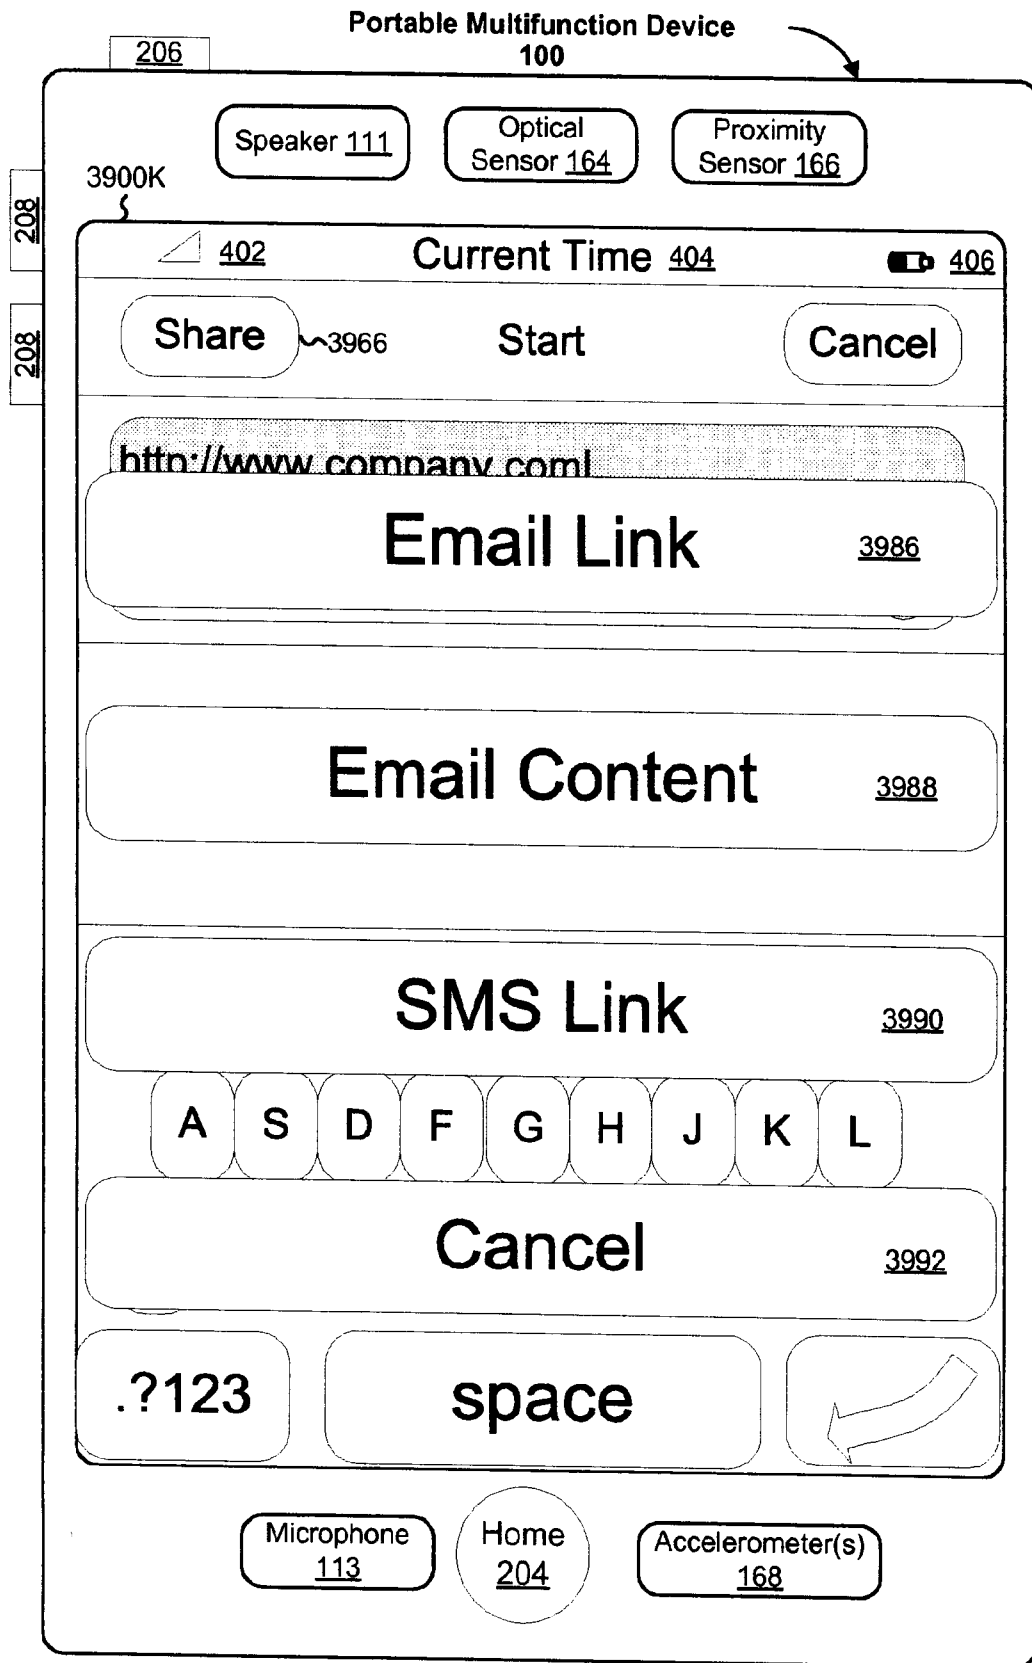 Portable Multifunction Device
100
206
Speaker 111
Optical
Sensor 164
Proximity
Sensor 166
3900K
208
208
402
Current Time 404
406
Share
3966
Start
Cancel
http://www.company.com
Email Link 3986
Email Content 3988
SMS Link 3990
A S D F G H J K L
Cancel 3992
.?123
space
Microphone
113
Home
204
Accelerometer(s)
168